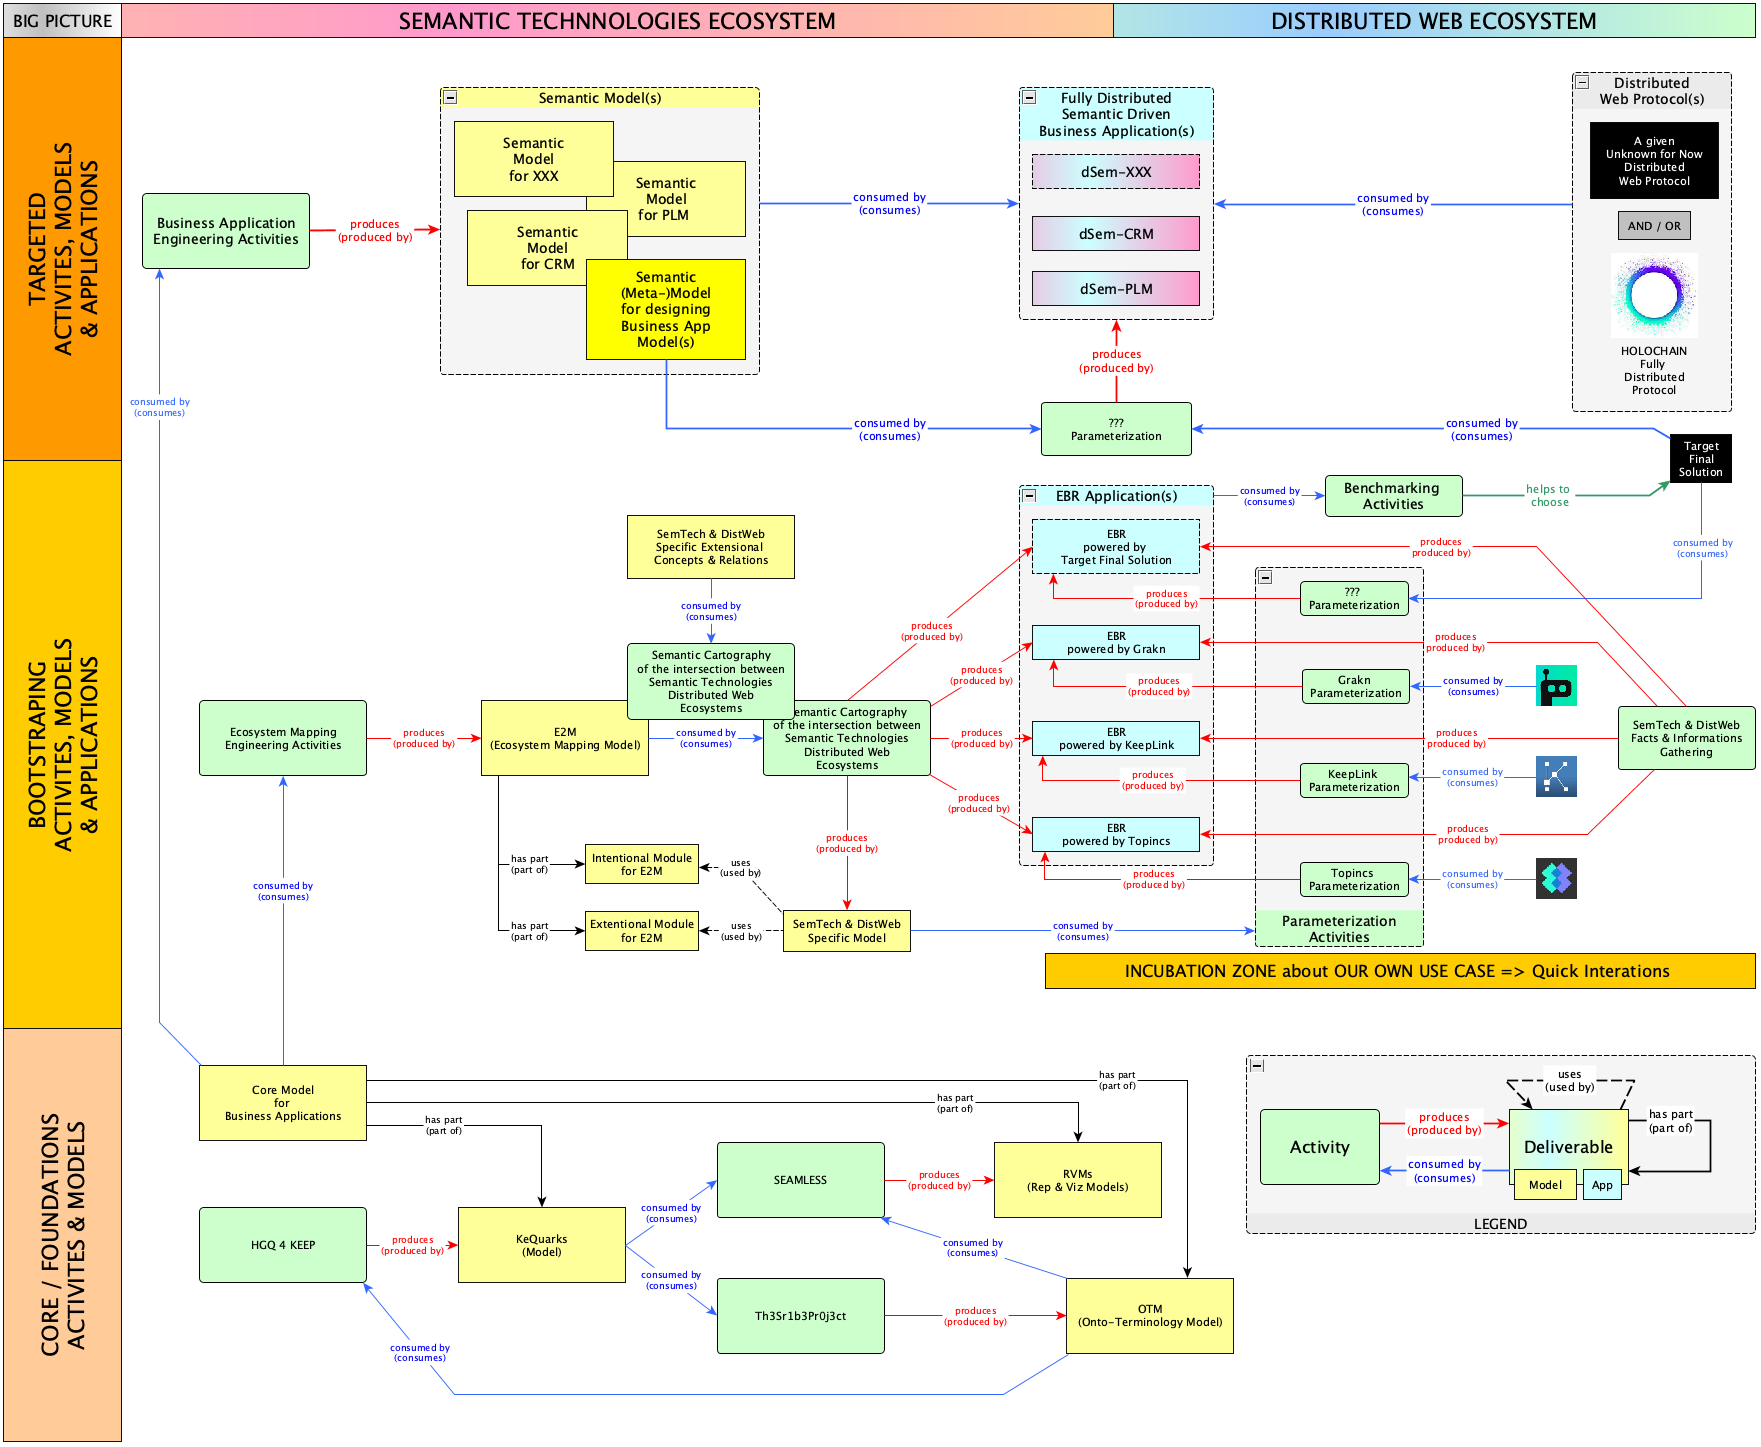 BIG PICTURE
SEMANTIC TECHNNOLOGIES ECOSYSTEM
DISTRIBUTED WEB ECOSYSTEM
TARGETED
ACTIVITES, MODELS
& APPLICATIONS
Business Application
Engineering Activities
produces
(produced by)
Semantic Model(s)
Semantic
Model
for XXX
Semantic
Model
for PLM
Semantic
Model
for CRM
Semantic
(Meta-)Model
for designing
Business App
Model(s)
consumed by
(consumes)
Fully Distributed
Semantic Driven
Business Application(s)
dSem-XXX
dSem-CRM
dSem-PLM
consumed by
(consumes)
Distributed
Web Protocol(s)
A given
Unknown for Now
Distributed
Web Protocol
AND / OR
HOLOCHAIN
Fully
Distributed
Protocol
produces
(produced by)
consumed by
(consumes)
consumed by
(consumes)
???
Parameterization
consumed by
(consumes)
Target
Final
Solution
BOOTSTRAPING
ACTIVITES, MODELS
& APPLICATIONS
EBR Application(s)
consumed by
(consumes)
Benchmarking
Activities
helps to
choose
SemTech & DistWeb
Specific Extensional
Concepts & Relations
EBR
powered by
Target Final Solution
produces
produced by)
consumed by
(consumes)
consumed by
(consumes)
produces
(produced by)
???
Parameterization
produces
(produced by)
Semantic Cartography
of the intersection between
Semantic Technologies
Distributed Web
Ecosystems
EBR
powered by Grakn
produces
produced by)
produces
(produced by)
produces
(produced by)
Grakn
Parameterization
consumed by
(consumes)
Ecosystem Mapping
Engineering Activities
produces
(produced by)
E2M
(Ecosystem Mapping Model)
consumed by
(consumes)
emantic Cartography
of the intersection between
Semantic Technologies
Distributed Web
Ecosystems
produces
(produced by)
EBR
powered by KeepLink
produces
produced by)
SemTech & DistWeb
Facts & Informations
Gathering
produces
(produced by)
KeepLink
Parameterization
consumed by
(consumes)
produces
(produced by)
EBR
powered by Topincs
produces
produced by)
produces
(produced by)
has part
(part of)
Intentional Module
for E2M
uses
(used by)
produces
(produced by)
Topincs
Parameterization
consumed by
(consumes)
consumed by
(consumes)
has part
(part of)
Extentional Module
for E2M
uses
(used by)
SemTech & DistWeb
Specific Model
consumed by
(consumes)
Parameterization
Activities
INCUBATION ZONE about OUR OWN USE CASE => Quick Interations
CORE / FOUNDATIONS
ACTIVITES & MODELS
Core Model
for
Business Applications
has part
(part of)
has part
(part of)
has part
(part of)
HGQ 4 KEEP
produces
(produced by)
KeQuarks
(Model)
consumed by
(consumes)
consumed by
(consumes)
SEAMLESS
produces
(produced by)
RVMs
(Rep & Viz Models)
consumed by
(consumes)
Th3Sr1b3Pr0j3ct
produces
(produced by)
OTM
(Onto-Terminology Model)
consumed by
(consumes)
uses
(used by)
Activity
produces
(produced by)
consumed by
(consumes)
Deliverable
Model
App
has part
(part of)
LEGEND